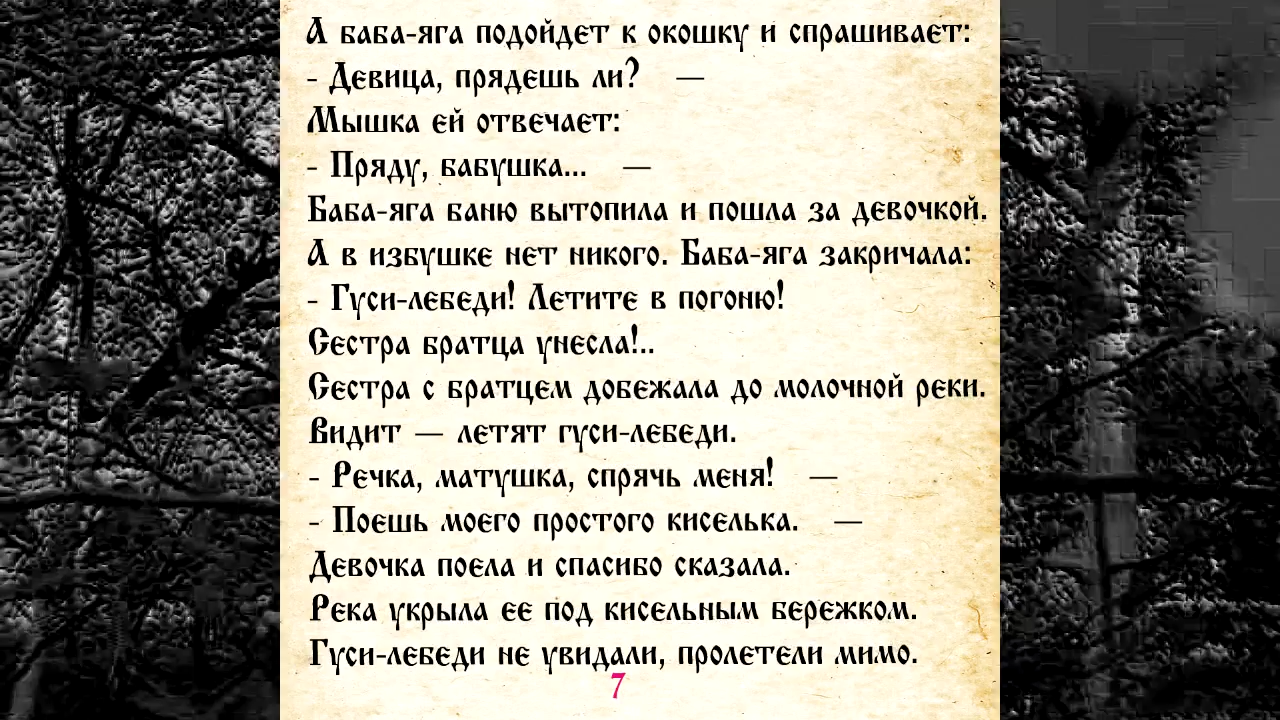 А баба-яга подойдет к окошку и спрашивает:
- Девица, прядешь ли? —
Мышка ей отвечает:
- Пряду, бабушка... —
Баба-яга баню вытопила и пошла за девочкой.
А в избушке нет никого. Баба-яга закричала:
- Гуси-лебеди! Летите в погоню!
Сестра братца унесла!..
Сестра с братцем добежала до молочной реки.
Видит — летят гуси-лебеди.
- Речка, матушка, спрячь меня! —
- Поешь моего простого киселька. —
Девочка поела и спасибо сказала.
Река укрыла ее под кисельным бережком.
Гуси-лебеди не увидали, пролетели мимо.
7